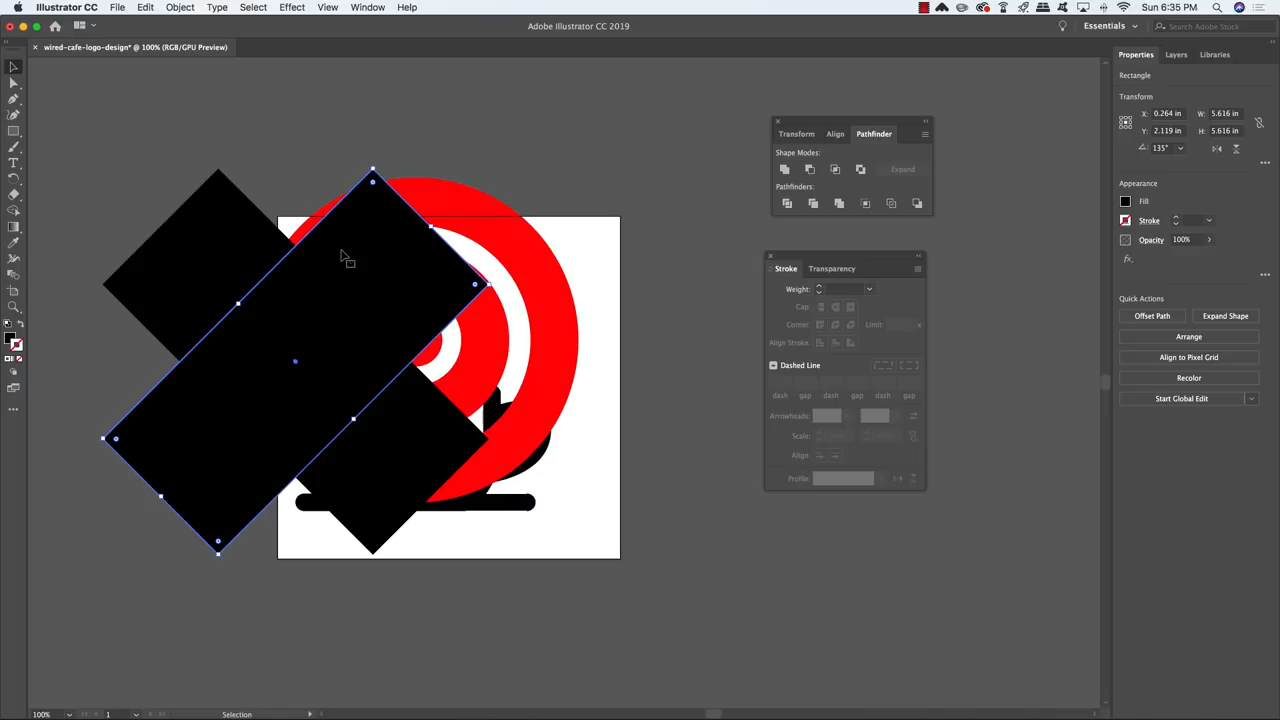 Illustrator CC File Edit Object Type Select Effect View Window Help Sun 6:35 PM
Adobe Illustrator CC 2019
Essentials
Search Adobe Stock
wired-cafe-logo-design* @ 100% (RGB/GPU Preview)
Properties Layers Libraries
Rectangle
Transform
X: 0.264 in W: 5.616 in
Y: 2.119 in H: 5.616 in
135°
Appearance
Fill
Stroke
Opacity 100%
fx.
Quick Actions
Offset Path Expand Shape
Arrange
Align to Pixel Grid
Recolor
Start Global Edit
Transform Align Pathfinder
Shape Modes:
Expand
Pathfinders:
Stroke Transparency
Weight:
Cap:
Corner: Limit: x
Align Stroke:
Dashed Line
dash gap dash gap dash gap
Arrowheads:
Scale:
Align:
Profile:
100% 1 Selection